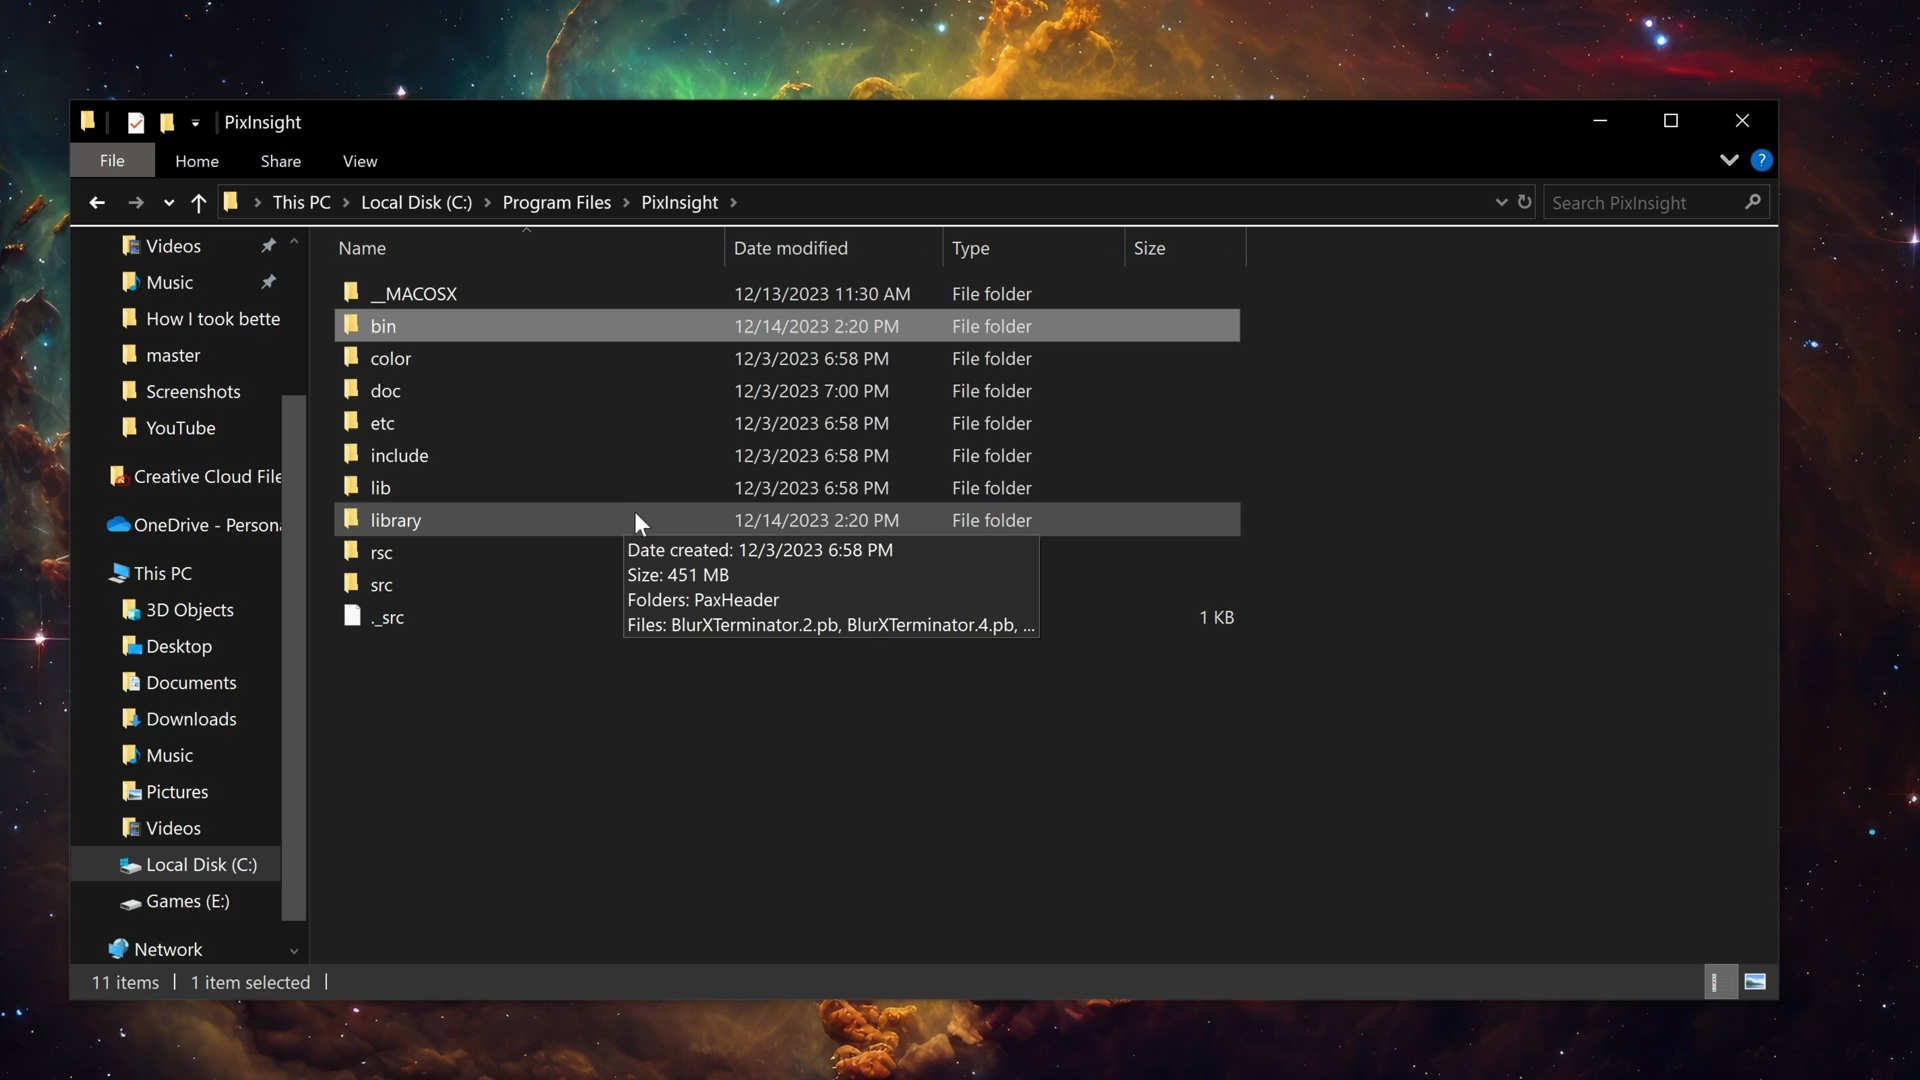 PixInsight
File Home Share View
This PC Local Disk (C:) Program Files PixInsight
Search PixInsight
Videos
Music
How I took bette
master
Screenshots
YouTube
Creative Cloud File
OneDrive - Persona
This PC
3D Objects
Desktop
Documents
Downloads
Music
Pictures
Videos
Local Disk (C:)
Games (E:)
Network
Name Date modified Type Size
__MACOSX 12/13/2023 11:30 AM File folder
bin 12/14/2023 2:20 PM File folder
color 12/3/2023 6:58 PM File folder
doc 12/3/2023 7:00 PM File folder
etc 12/3/2023 6:58 PM File folder
include 12/3/2023 6:58 PM File folder
lib 12/3/2023 6:58 PM File folder
library 12/14/2023 2:20 PM File folder
rsc
src
._src 1 KB
Date created: 12/3/2023 6:58 PM
Size: 451 MB
Folders: PaxHeader
Files: BlurXTerminator.2.pb, BlurXTerminator.4.pb, ...
11 items 1 item selected